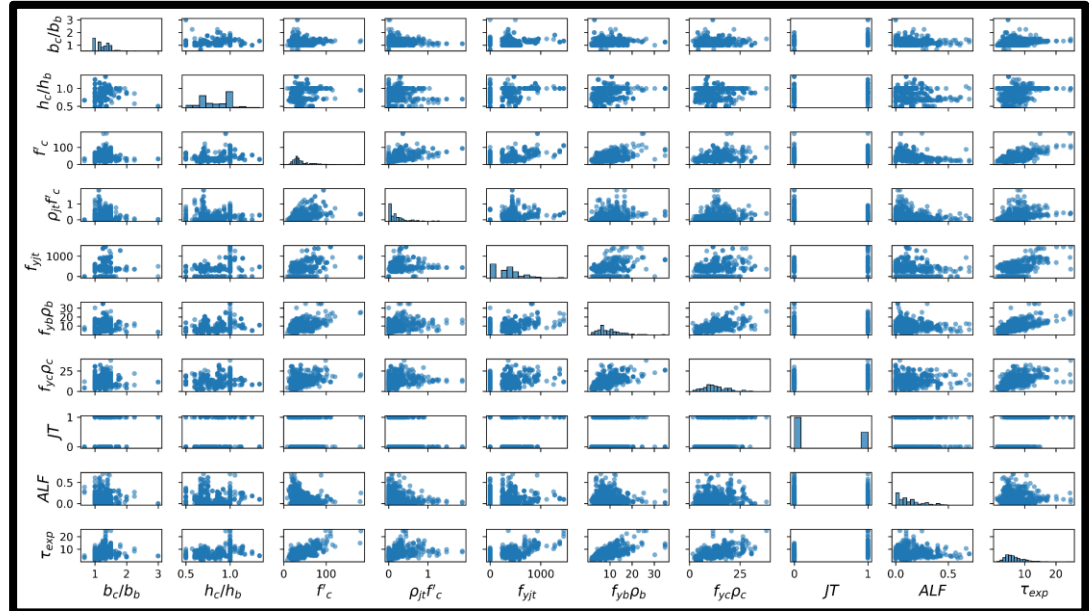 b_c/b_b
3
2
1
h_c/h_b
1.0
0.5
f'_c
100
0
ρ_jt f'_c
1
0
f_yjt
1000
0
f_yb ρ_b
30
20
10
f_yc ρ_c
25
0
JT
1
0
ALF
0.5
0.0
τ_exp
20
10
1 2 3 0.5 1.0 0 100 0 1 0 1000 10 20 30 0 25 0 1 0.0 0.5 10 20
b_c/b_b h_c/h_b f'_c ρ_jt f'_c f_yjt f_yb ρ_b f_yc ρ_c JT ALF τ_exp